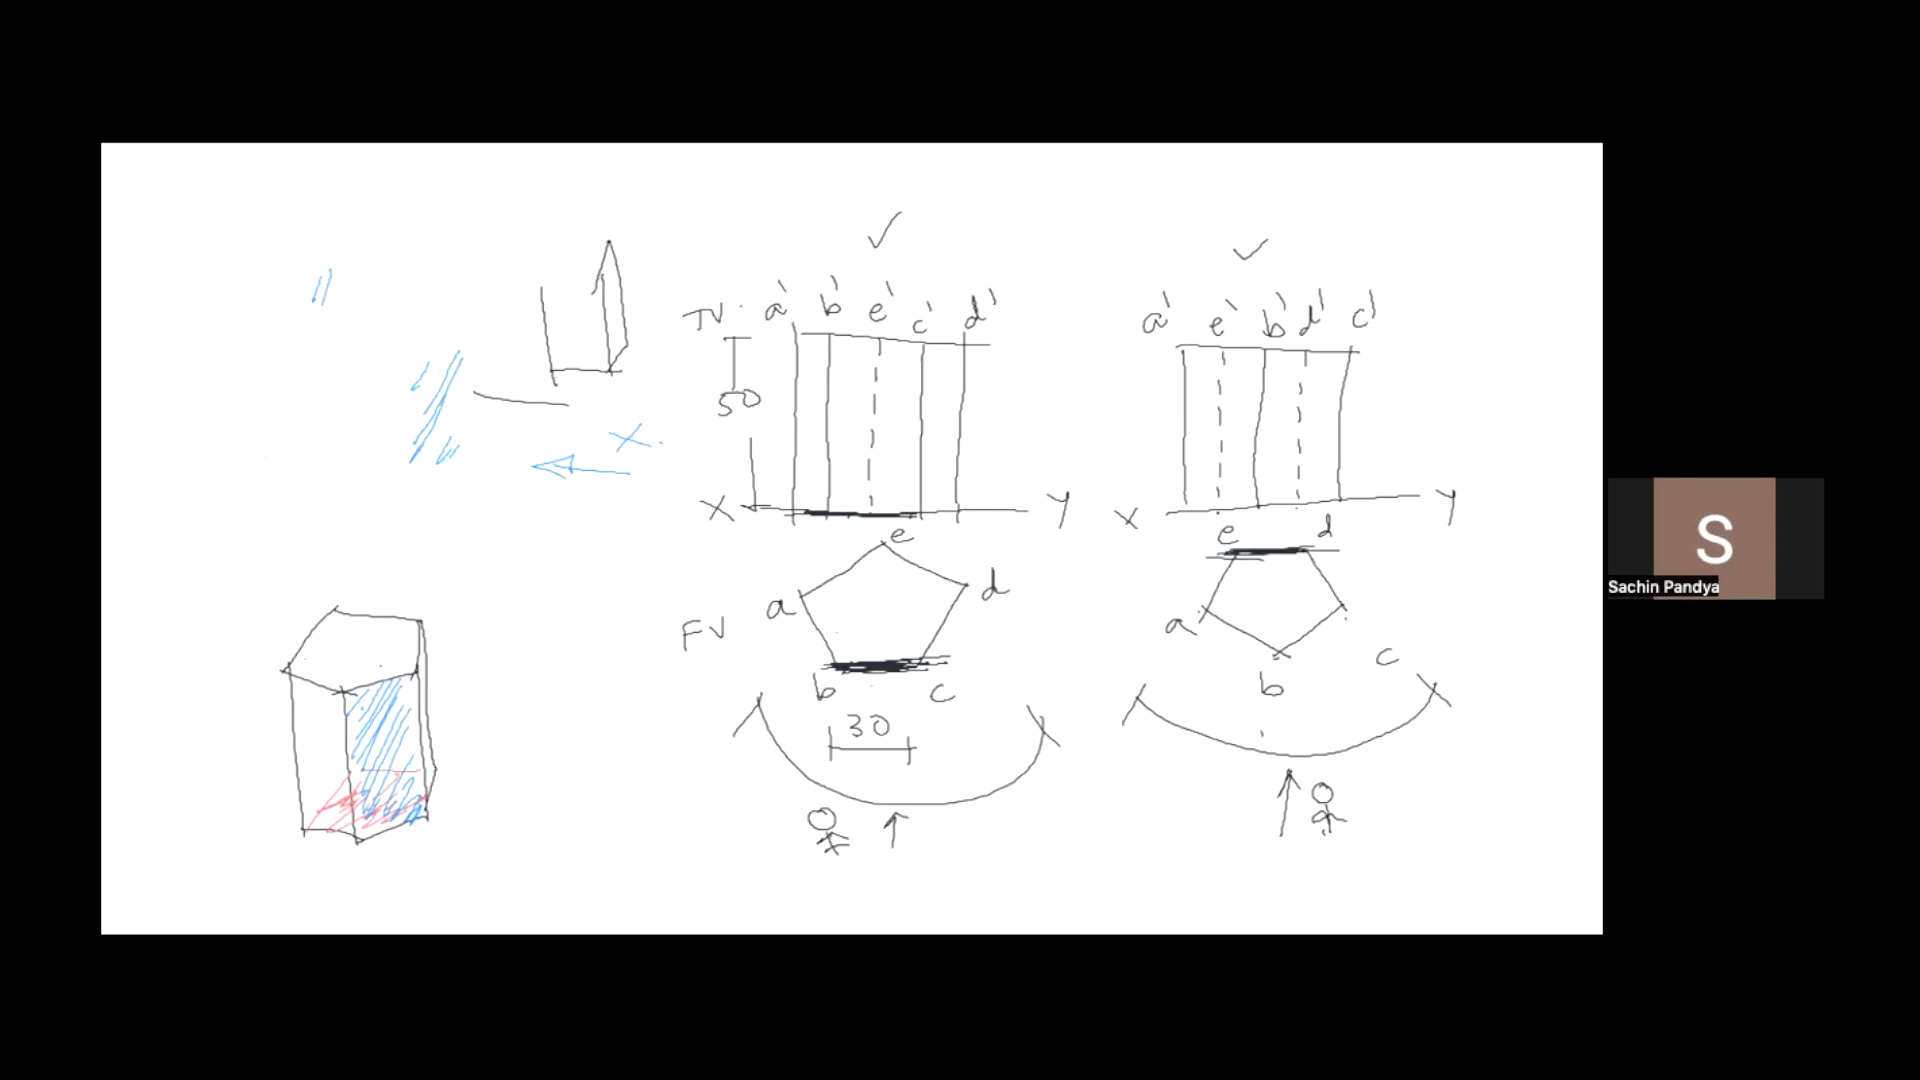 TV. a' b' e' c' d'
a' e' b' d' c'
50
X Y
X Y
e
e d
a d
FV
a
b c
b c
30
X.
S
Sachin Pandya